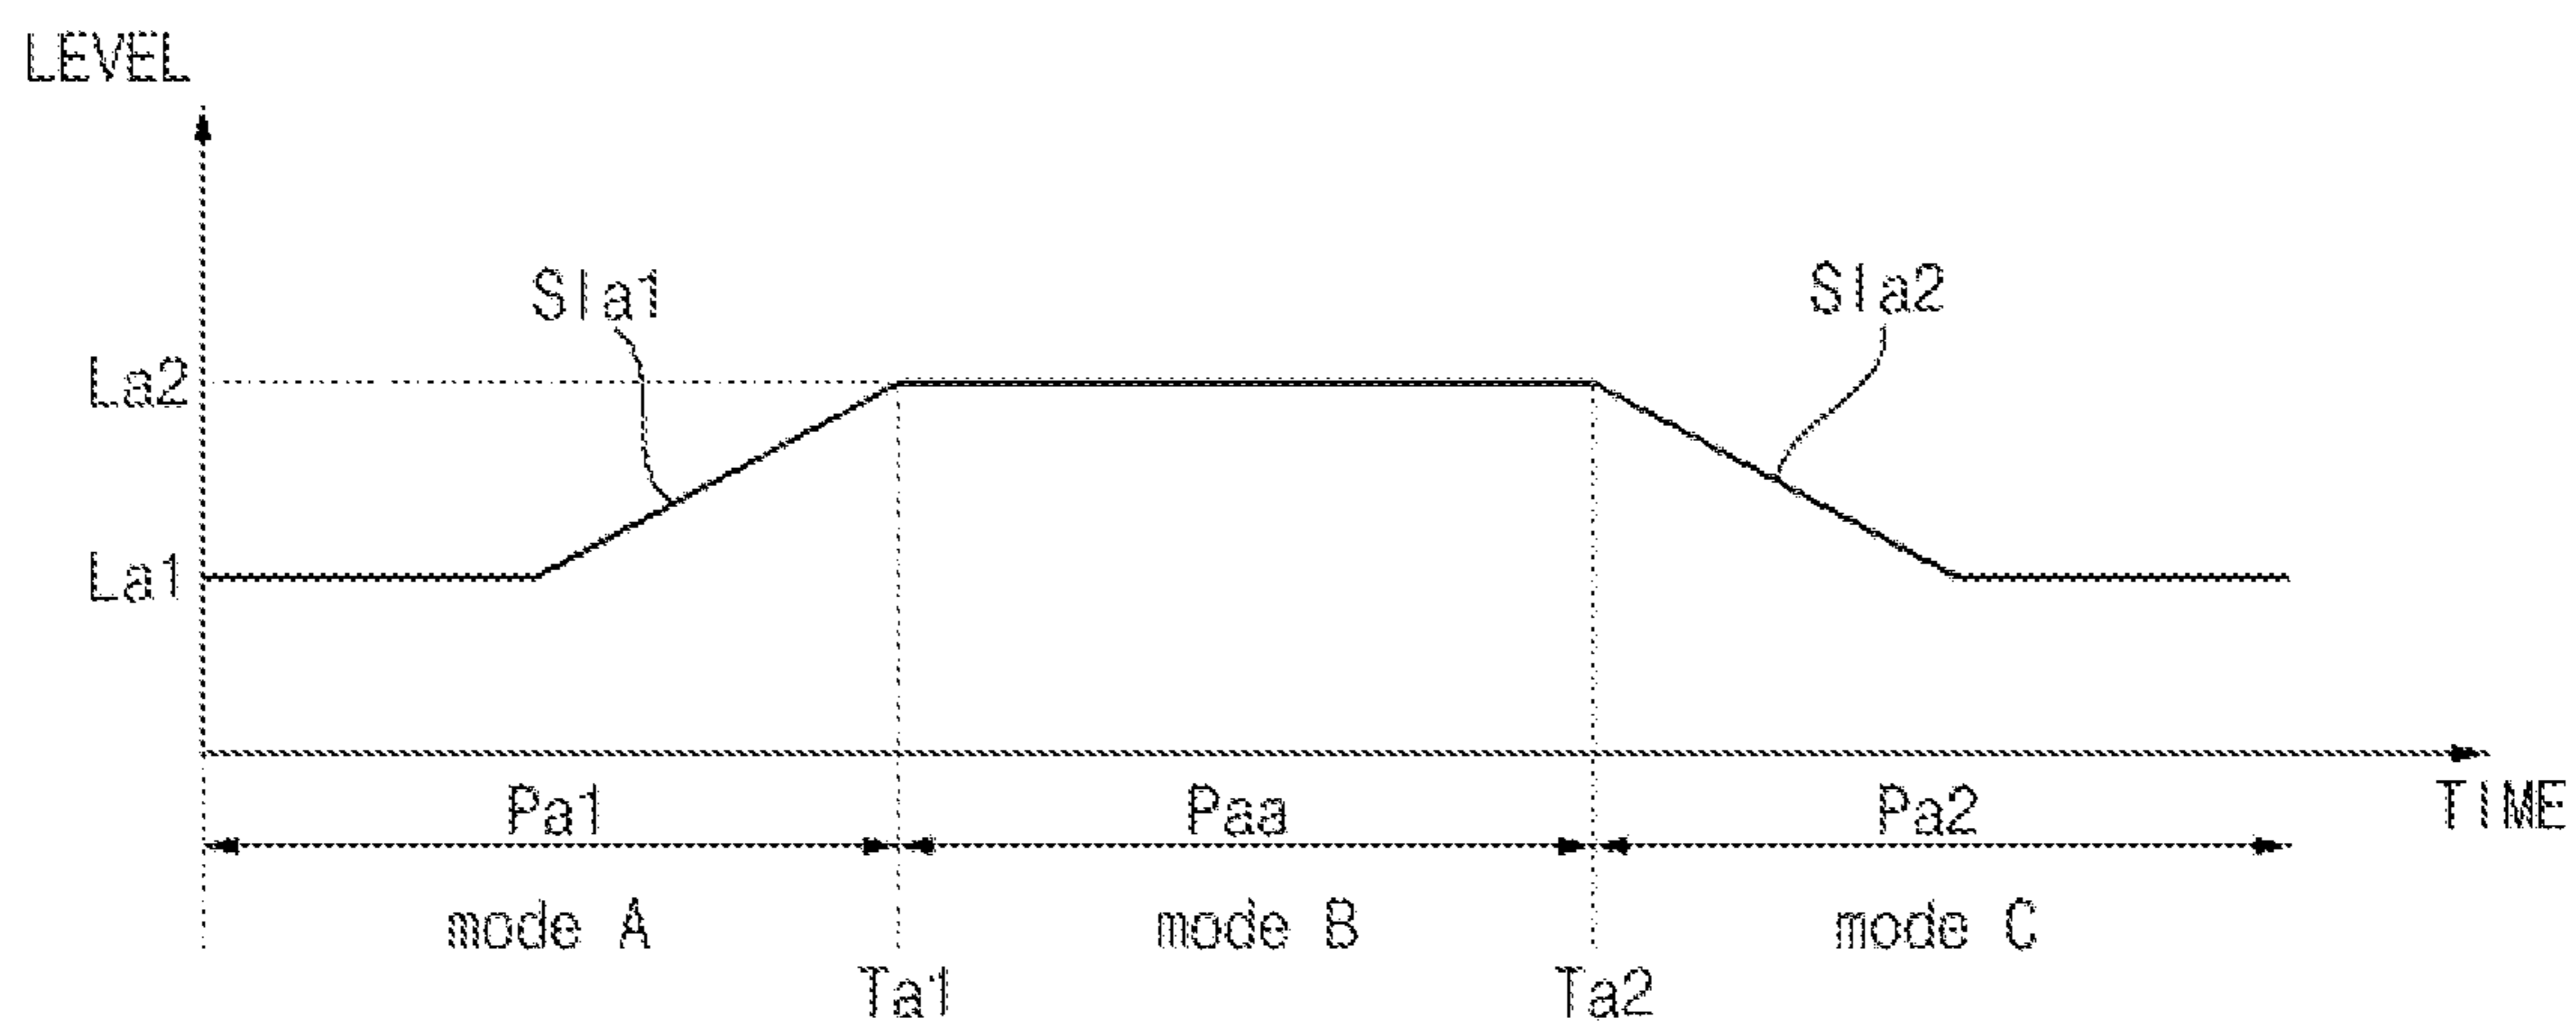 LEVEL
Sla1
Sla2
La2
La1
Pa1
Paa
Pa2
TIME
mode A
mode B
mode C
Ta1
Ta2